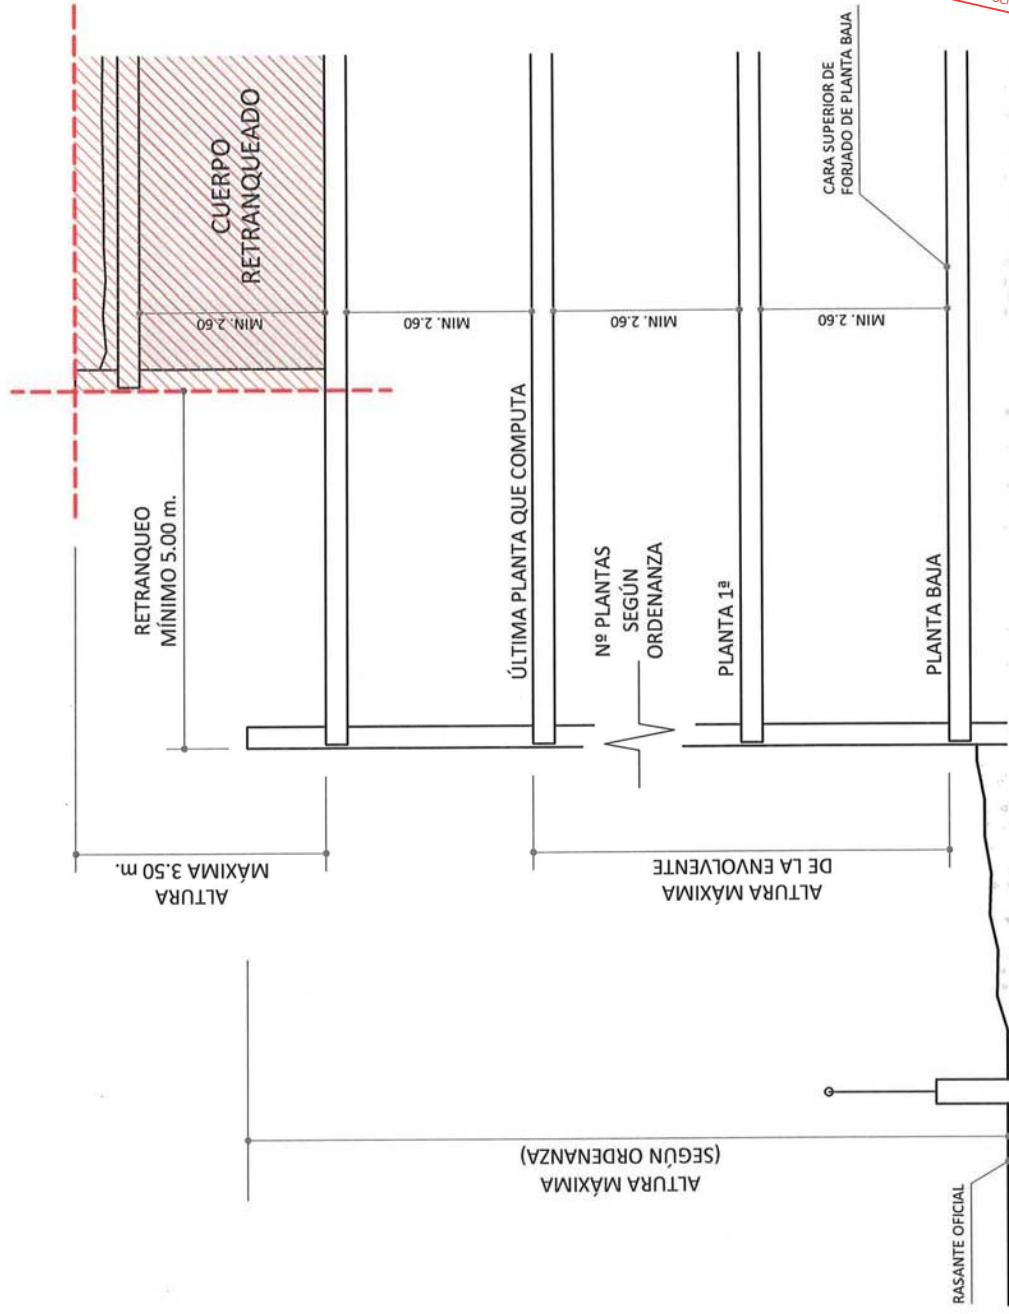 CUERPO
RETRANQUEADO
RETRANQUEO
MÍNIMO 5.00 m.
ALTURA
MÁXIMA 3.50 m.
MIN. 2.60
MIN. 2.60
MIN. 2.60
MIN. 2.60
ÚLTIMA PLANTA QUE COMPUTA
Nº PLANTAS
SEGÚN
ORDENANZA
PLANTA 1ª
PLANTA BAJA
CARA SUPERIOR DE
FORJADO DE PLANTA BAJA
ALTURA MÁXIMA
DE LA ENVOLVENTE
ALTURA MÁXIMA
(SEGÚN ORDENANZA)
RASANTE OFICIAL